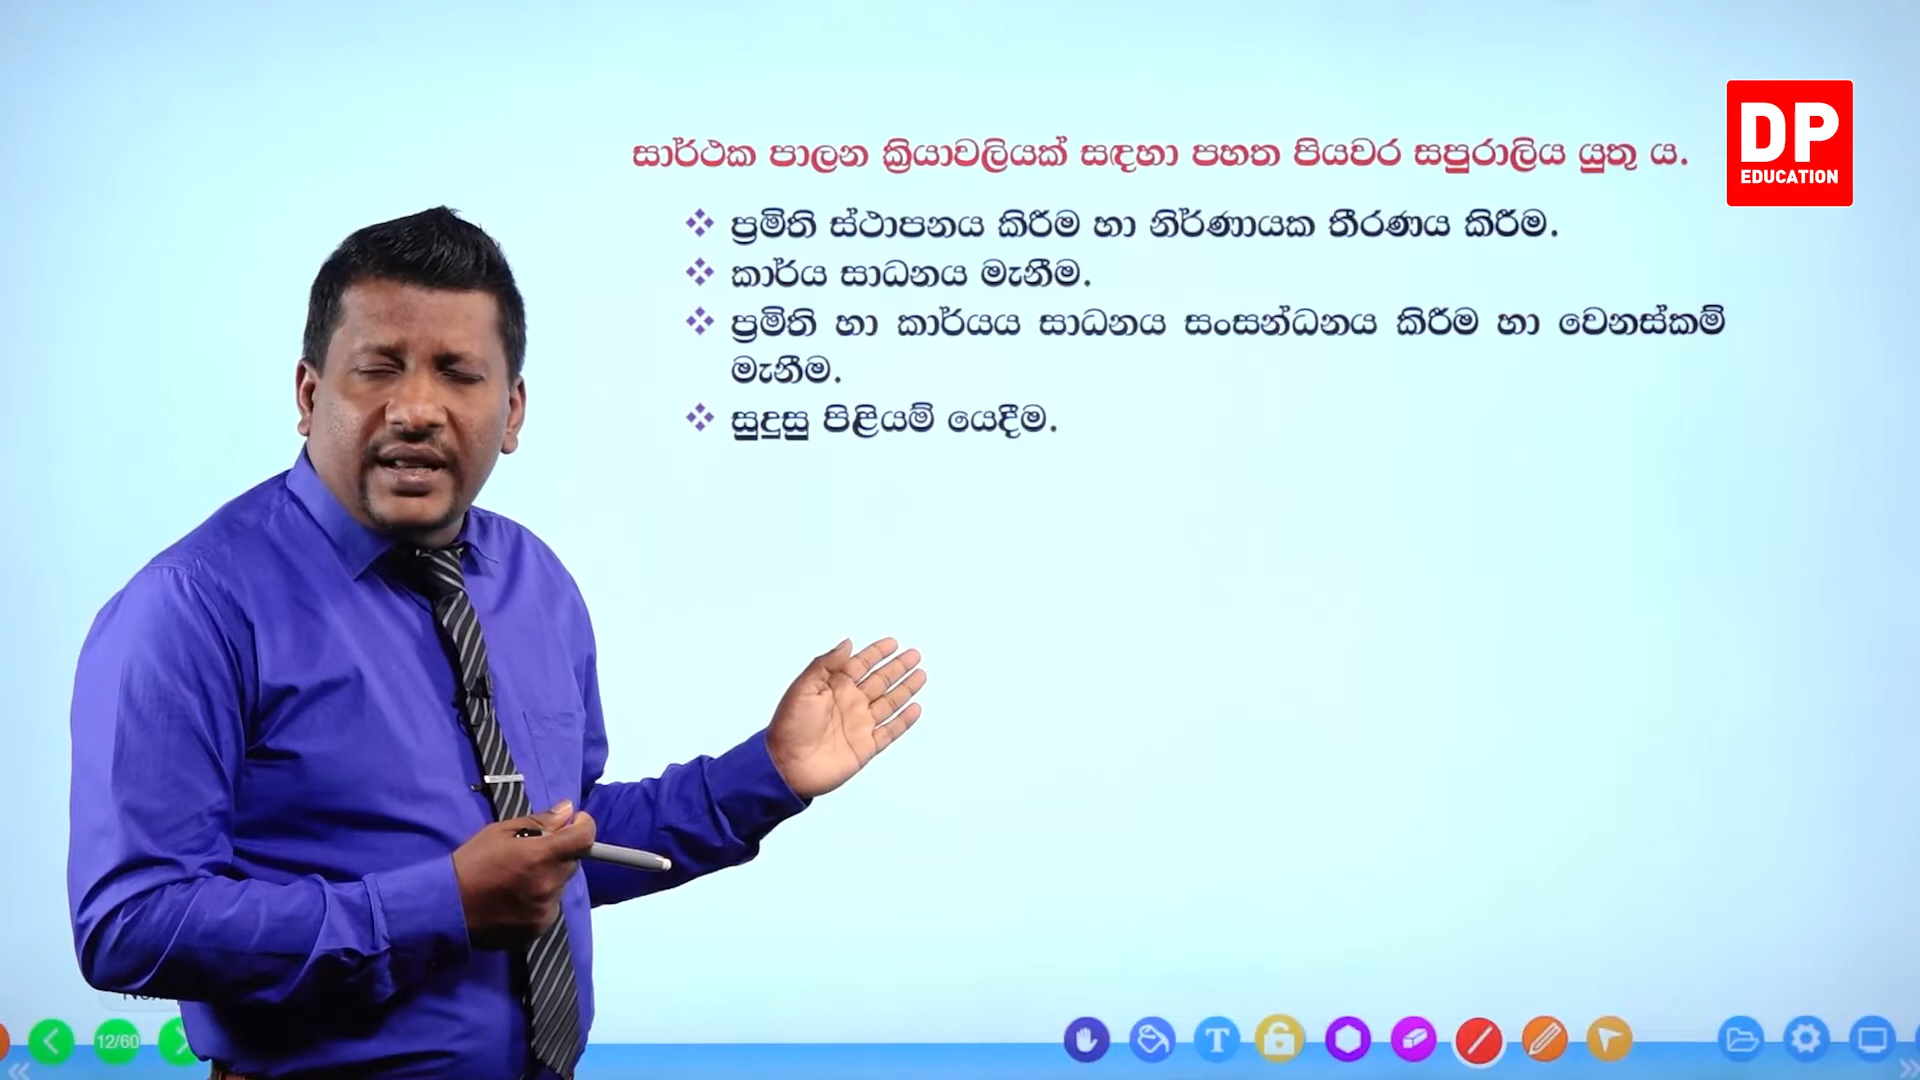 සාර්ථක පාලන ක්‍රියාවලියක් සඳහා පහත පියවර සපුරාලිය යුතු ය.
DP
EDUCATION
ප්‍රමිති ස්ථාපනය කිරීම හා නිර්ණායක තීරණය කිරීම.
කාර්ය සාධනය මැනීම.
ප්‍රමිති හා කාර්යය සාධනය සංසන්ධනය කිරීම හා වෙනස්කම්
මැනීම.
සුදුසු පිළියම් යෙදීම.
12/60
T